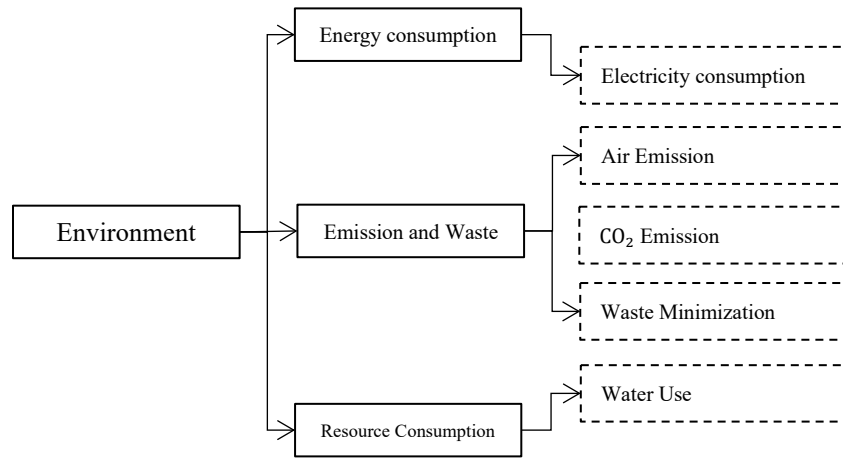 Energy consumption
Electricity consumption
Air Emission
Environment
Emission and Waste
CO₂ Emission
Waste Minimization
Water Use
Resource Consumption